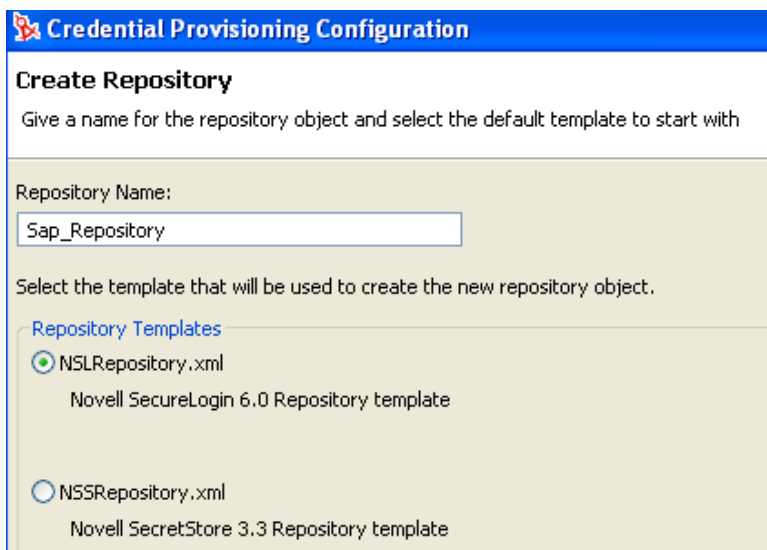 Credential Provisioning Configuration
Create Repository
Give a name for the repository object and select the default template to start with
Repository Name:
Sap_Repository
Select the template that will be used to create the new repository object.
Repository Templates
NSLRepository.xml
Novell SecureLogin 6.0 Repository template
NSSRepository.xml
Novell SecretStore 3.3 Repository template